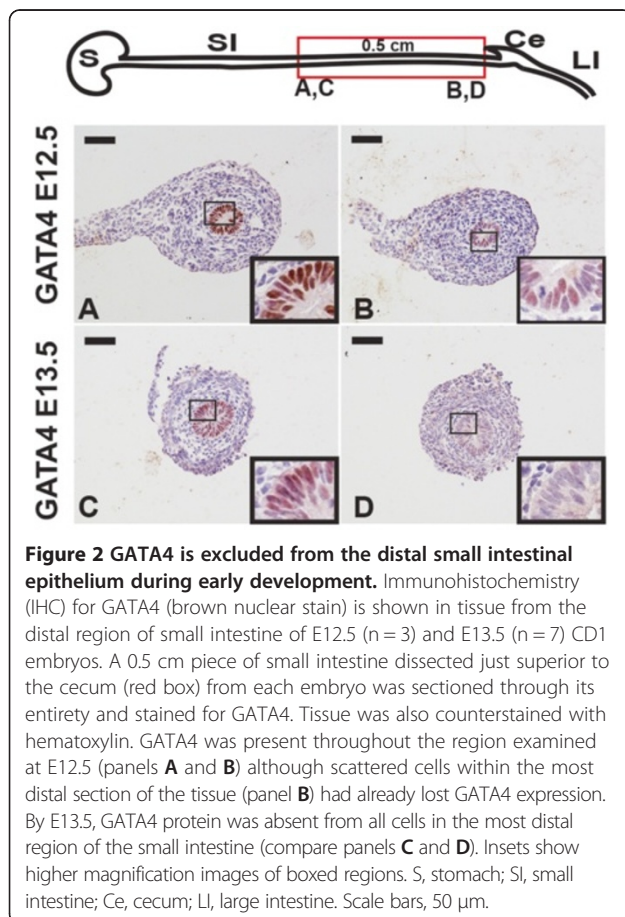 S
SI
0.5 cm
Ce
LI
A,C
B,D
GATA4 E12.5
A
B
GATA4 E13.5
C
D
Figure 2 GATA4 is excluded from the distal small intestinal
epithelium during early development. Immunohistochemistry
(IHC) for GATA4 (brown nuclear stain) is shown in tissue from the
distal region of small intestine of E12.5 (n = 3) and E13.5 (n = 7) CD1
embryos. A 0.5 cm piece of small intestine dissected just superior to
the cecum (red box) from each embryo was sectioned through its
entirety and stained for GATA4. Tissue was also counterstained with
hematoxylin. GATA4 was present throughout the region examined
at E12.5 (panels A and B) although scattered cells within the most
distal section of the tissue (panel B) had already lost GATA4 expression.
By E13.5, GATA4 protein was absent from all cells in the most distal
region of the small intestine (compare panels C and D). Insets show
higher magnification images of boxed regions. S, stomach; SI, small
intestine; Ce, cecum; LI, large intestine. Scale bars, 50 μm.